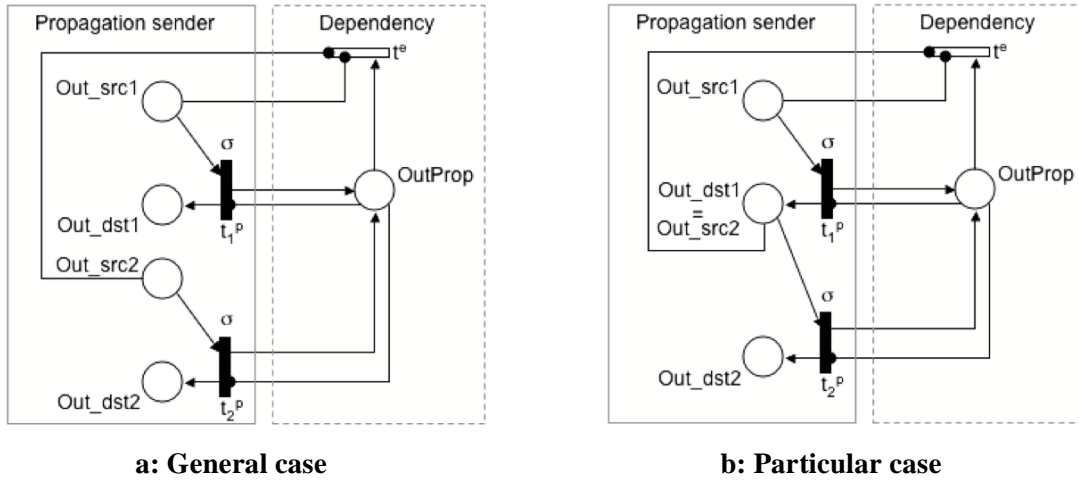 Propagation sender
Dependency
tᵉ
Out_src1
σ
OutProp
Out_dst1
t₁ᵖ
Out_src2
σ
Out_dst2
t₂ᵖ
a: General case
Propagation sender
Dependency
tᵉ
Out_src1
σ
OutProp
Out_dst1
=
Out_src2
t₁ᵖ
σ
Out_dst2
t₂ᵖ
b: Particular case